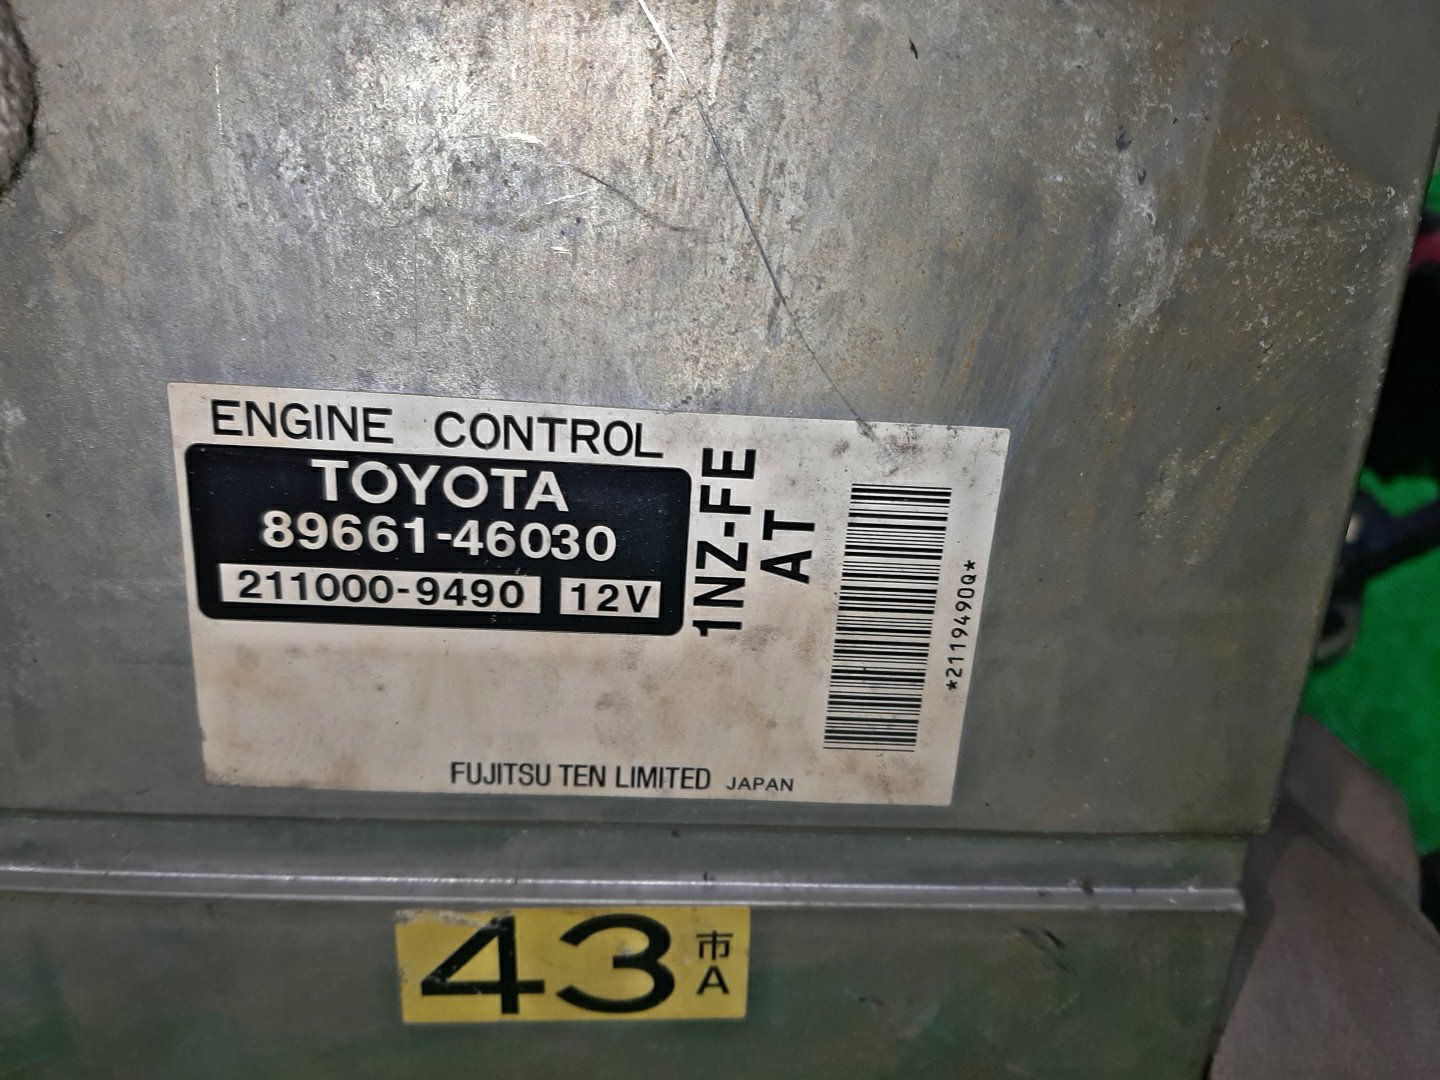 ENGINE CONTROL
TOYOTA
89661-46030
211000-9490 12V
1NZ-FE
AT
*2119490Q*
FUJITSU TEN LIMITED JAPAN
43 市
A